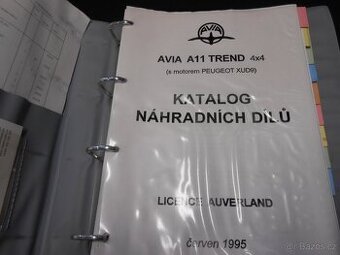 AVIA
AVIA A11 TREND 4x4
(s motorem PEUGEOT XUD9)
KATALOG
NÁHRADNÍCH DÍLŮ
LICENCE AUVERLAND
červen 1995